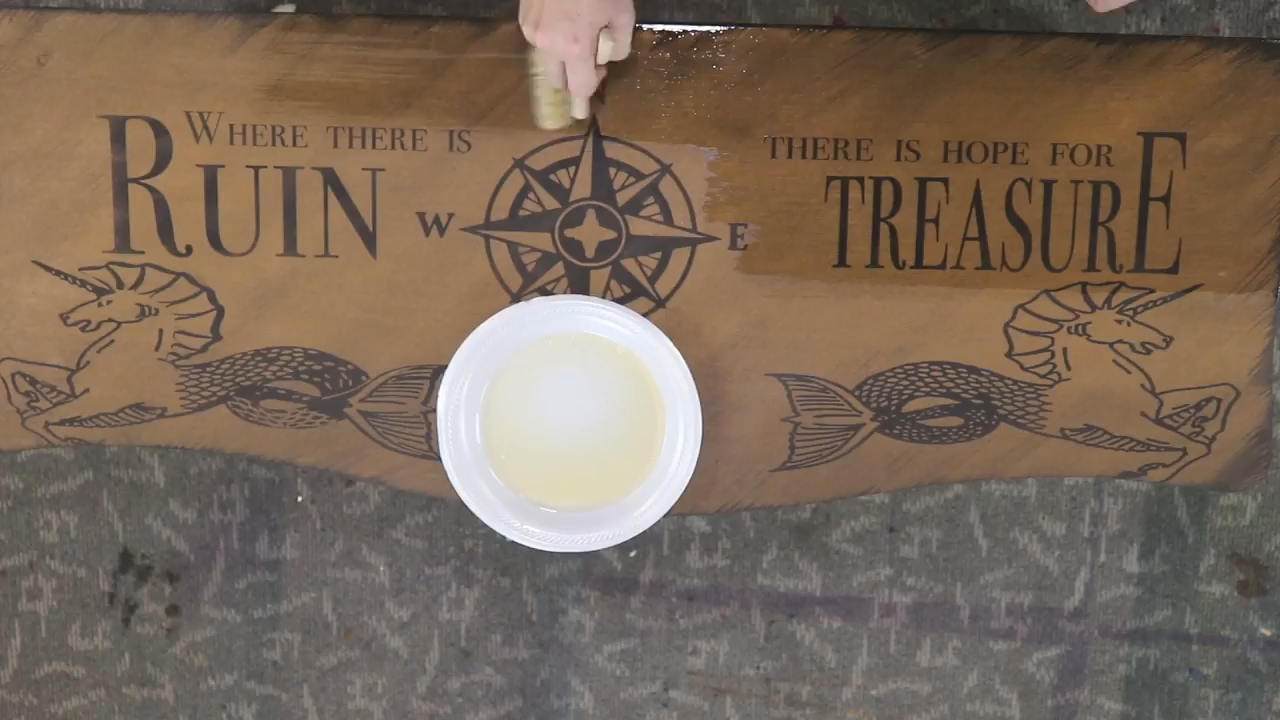 WHERE THERE IS
RUIN
W
E
THERE IS HOPE FOR
TREASURE